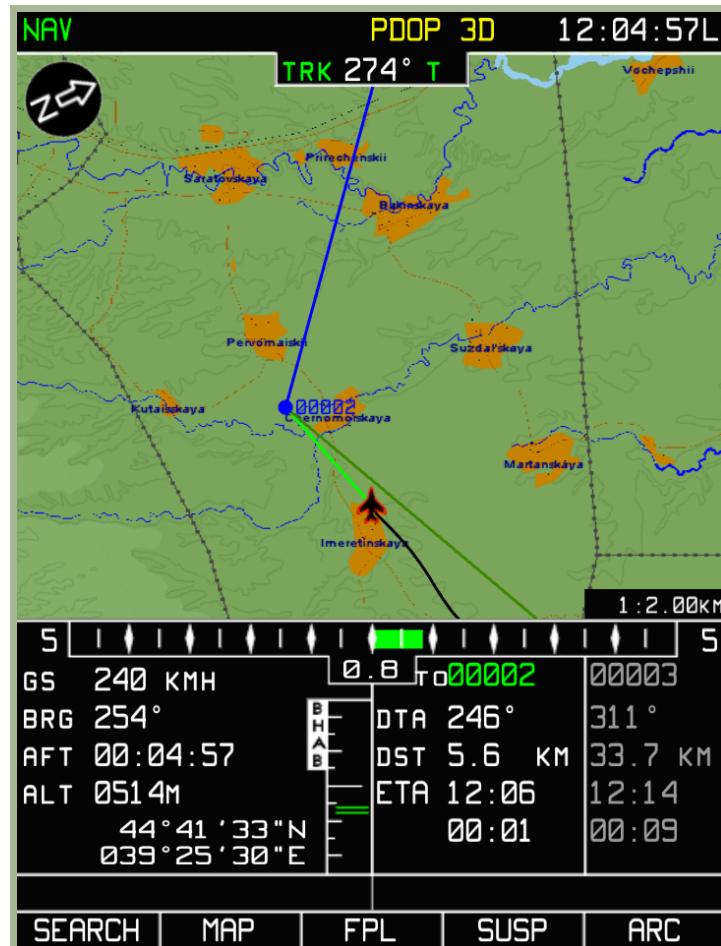 NAV PDOP 3D 12:04:57L
TRK 274° T
N
Vochepshii
Prirechenskii
Saratovskaya
Bakinskaya
Pervomaiskii
Suzdal'skaya
Kutaisskaya
00002
Chernomorskaya
Martanskaya
Imeretinskaya
1:2.00KM
5 5
0.8
GS 240 KMH
BRG 254°
AFT 00:04:57
ALT 0514M
44°41'33"N
039°25'30"E
B
H
A
B
TO 00002 00003
DTA 246° 311°
DST 5.6 KM 33.7 KM
ETA 12:06 12:14
00:01 00:09
SEARCH MAP FPL SUSP ARC